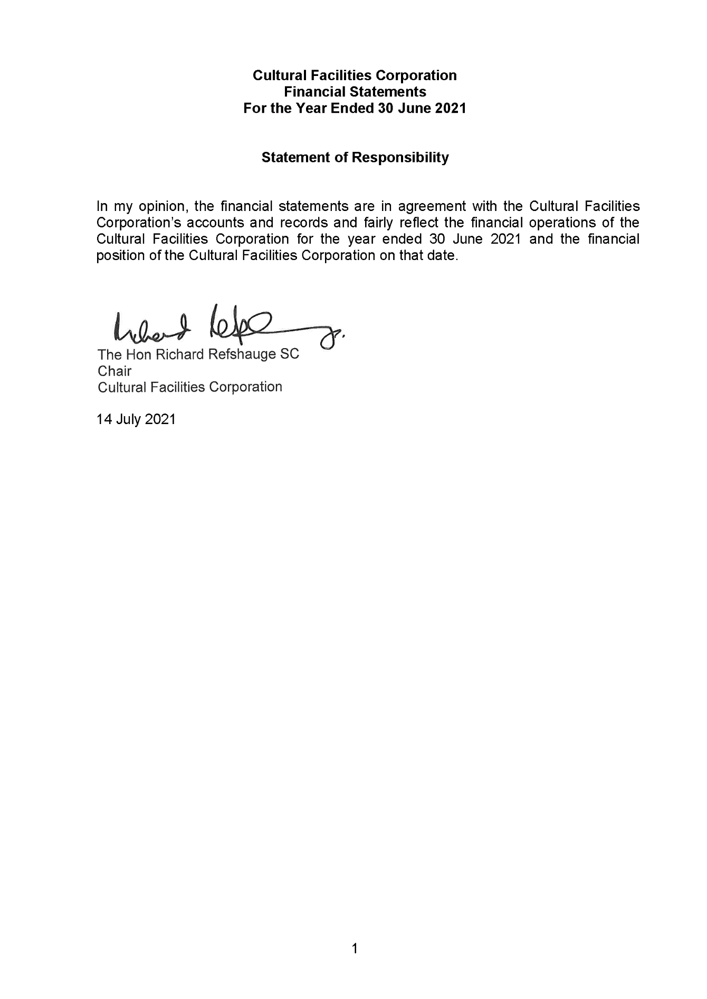 Cultural Facilities Corporation
Financial Statements
For the Year Ended 30 June 2021
Statement of Responsibility
In my opinion, the financial statements are in agreement with the Cultural Facilities
Corporation’s accounts and records and fairly reflect the financial operations of the
Cultural Facilities Corporation for the year ended 30 June 2021 and the financial
position of the Cultural Facilities Corporation on that date.
Richard
The Hon Richard Refshauge SC
Chair
Cultural Facilities Corporation
14 July 2021
1